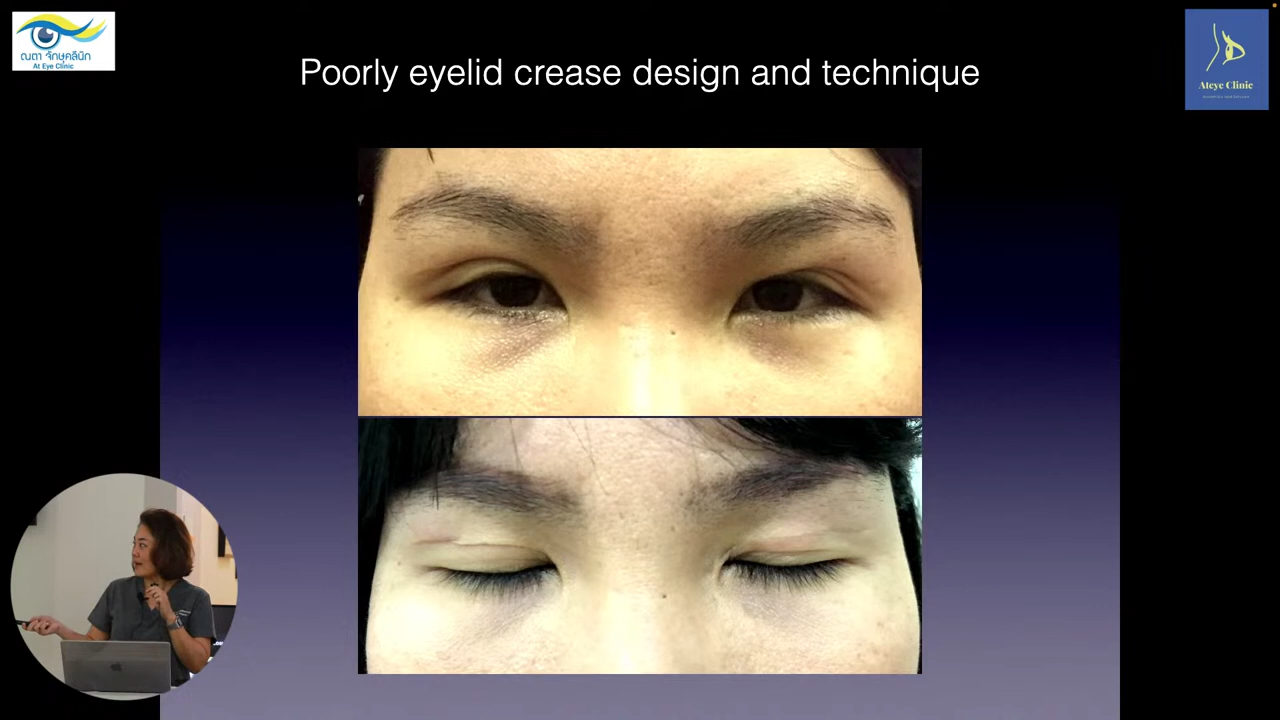 ณตา จักษุคลินิก
At Eye Clinic
Poorly eyelid crease design and technique
Ateye Clinic